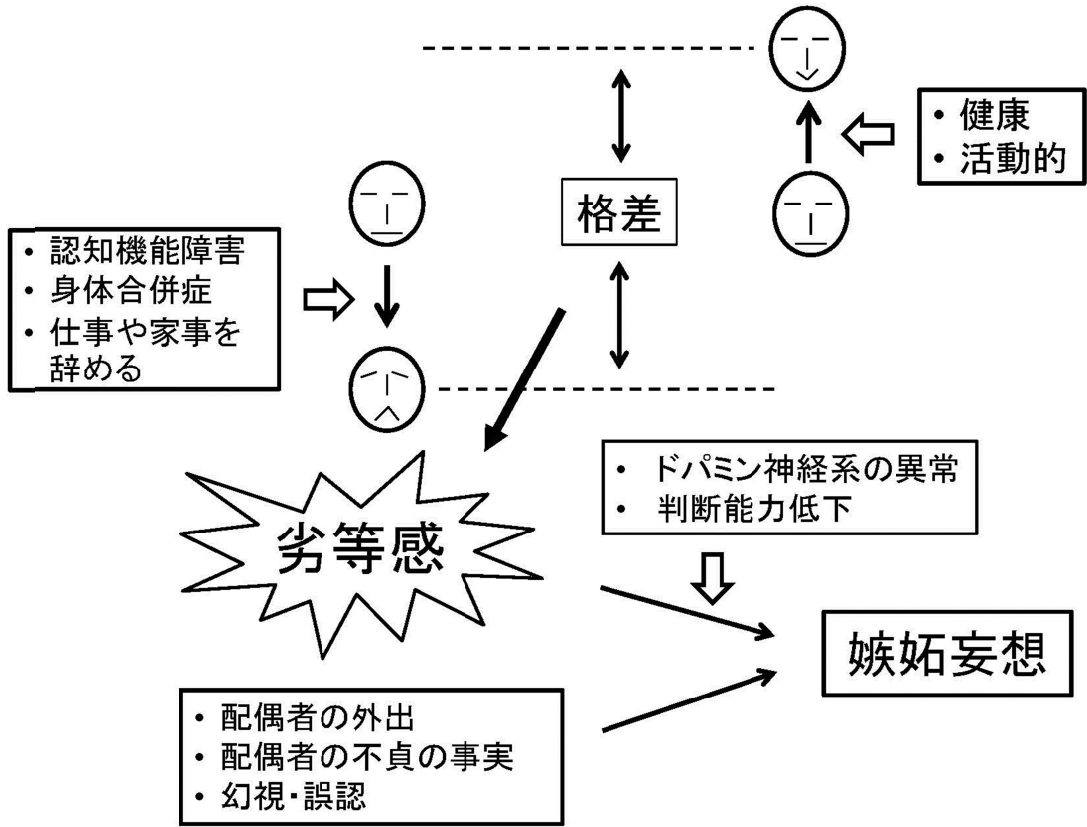 ・健康
・活動的
格差
・認知機能障害
・身体合併症
・仕事や家事を
辞める
・ドパミン神経系の異常
・判断能力低下
劣等感
嫉妬妄想
・配偶者の外出
・配偶者の不貞の事実
・幻視・誤認